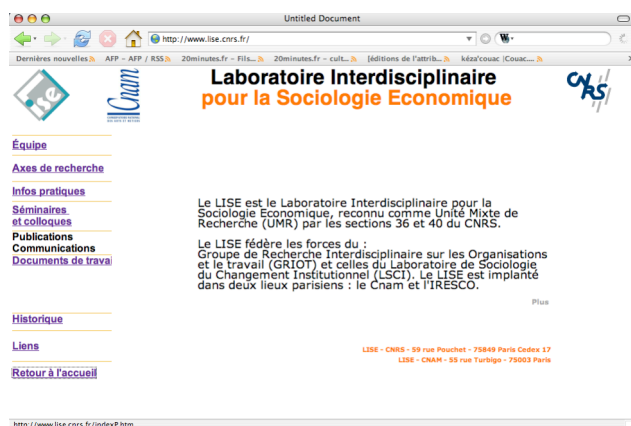 Untitled Document
http://www.lise.cnrs.fr/
W
Dernières nouvelles AFP - AFP / RSS 20minutes.fr - Fils... 20minutes.fr - cult... [éditions de l'attrib... kéza'couac |Couac....
lise
Cnam
Laboratoire Interdisciplinaire
pour la Sociologie Economique
CNRS
Équipe
Axes de recherche
Infos pratiques
Séminaires
et colloques
Publications
Communications
Documents de travai
Historique
Liens
Retour à l'accueil
Le LISE est le Laboratoire Interdisciplinaire pour la
Sociologie Economique, reconnu comme Unité Mixte de
Recherche (UMR) par les sections 36 et 40 du CNRS.
Le LISE fédère les forces du :
Groupe de Recherche Interdisciplinaire sur les Organisations
et le travail (GRIOT) et celles du Laboratoire de Sociologie
du Changement Institutionnel (LSCI). Le LISE est implanté
dans deux lieux parisiens : le Cnam et l'IRESCO.
Plus
LISE - CNRS - 59 rue Pouchet - 75849 Paris Cedex 17
LISE - CNAM - 55 rue Turbigo - 75003 Paris
http://www.lise.cnrs.fr/indexP.htm